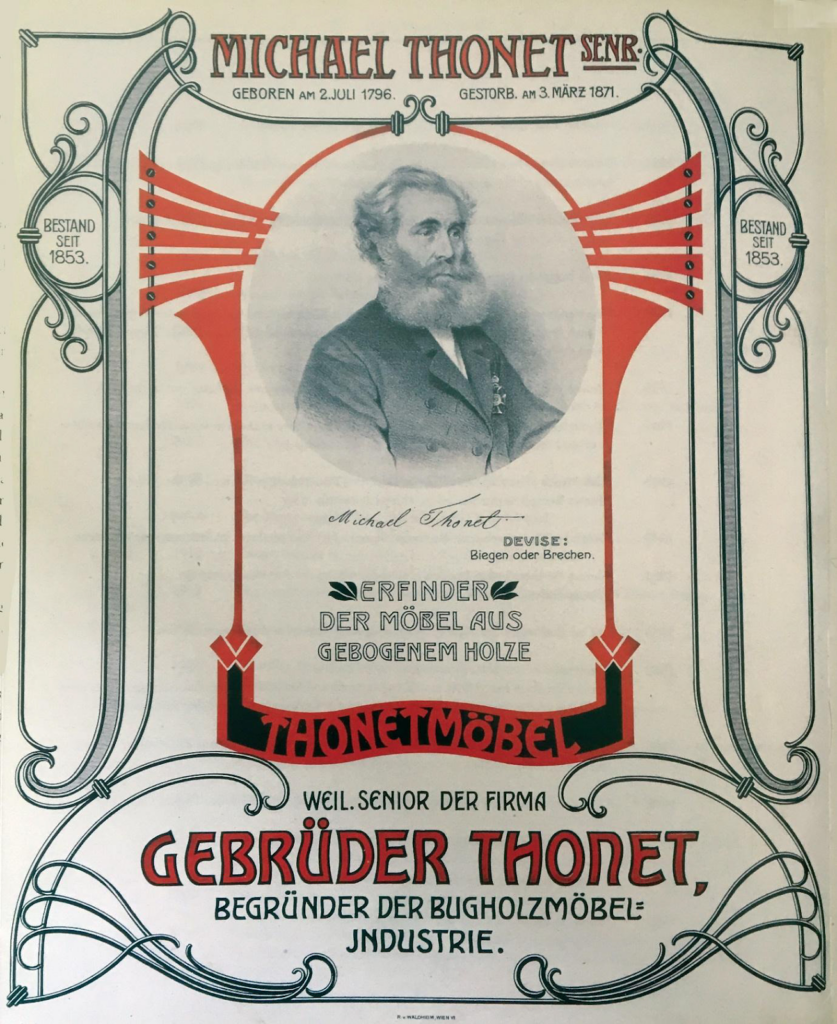 MICHAEL THONET SENR.
GEBOREN AM 2. JULI 1796. GESTORB. AM 3. MÄRZ 1871.
BESTAND
SEIT
1853.
BESTAND
SEIT
1853.
Michael Thonet
DEVISE:
Biegen oder Brechen.
ERFINDER
DER MÖBEL AUS
GEBOGENEM HOLZE
THONETMÖBEL
WEIL. SENIOR DER FIRMA
GEBRÜDER THONET,
BEGRÜNDER DER BUGHOLZMÖBEL=
JNDUSTRIE.